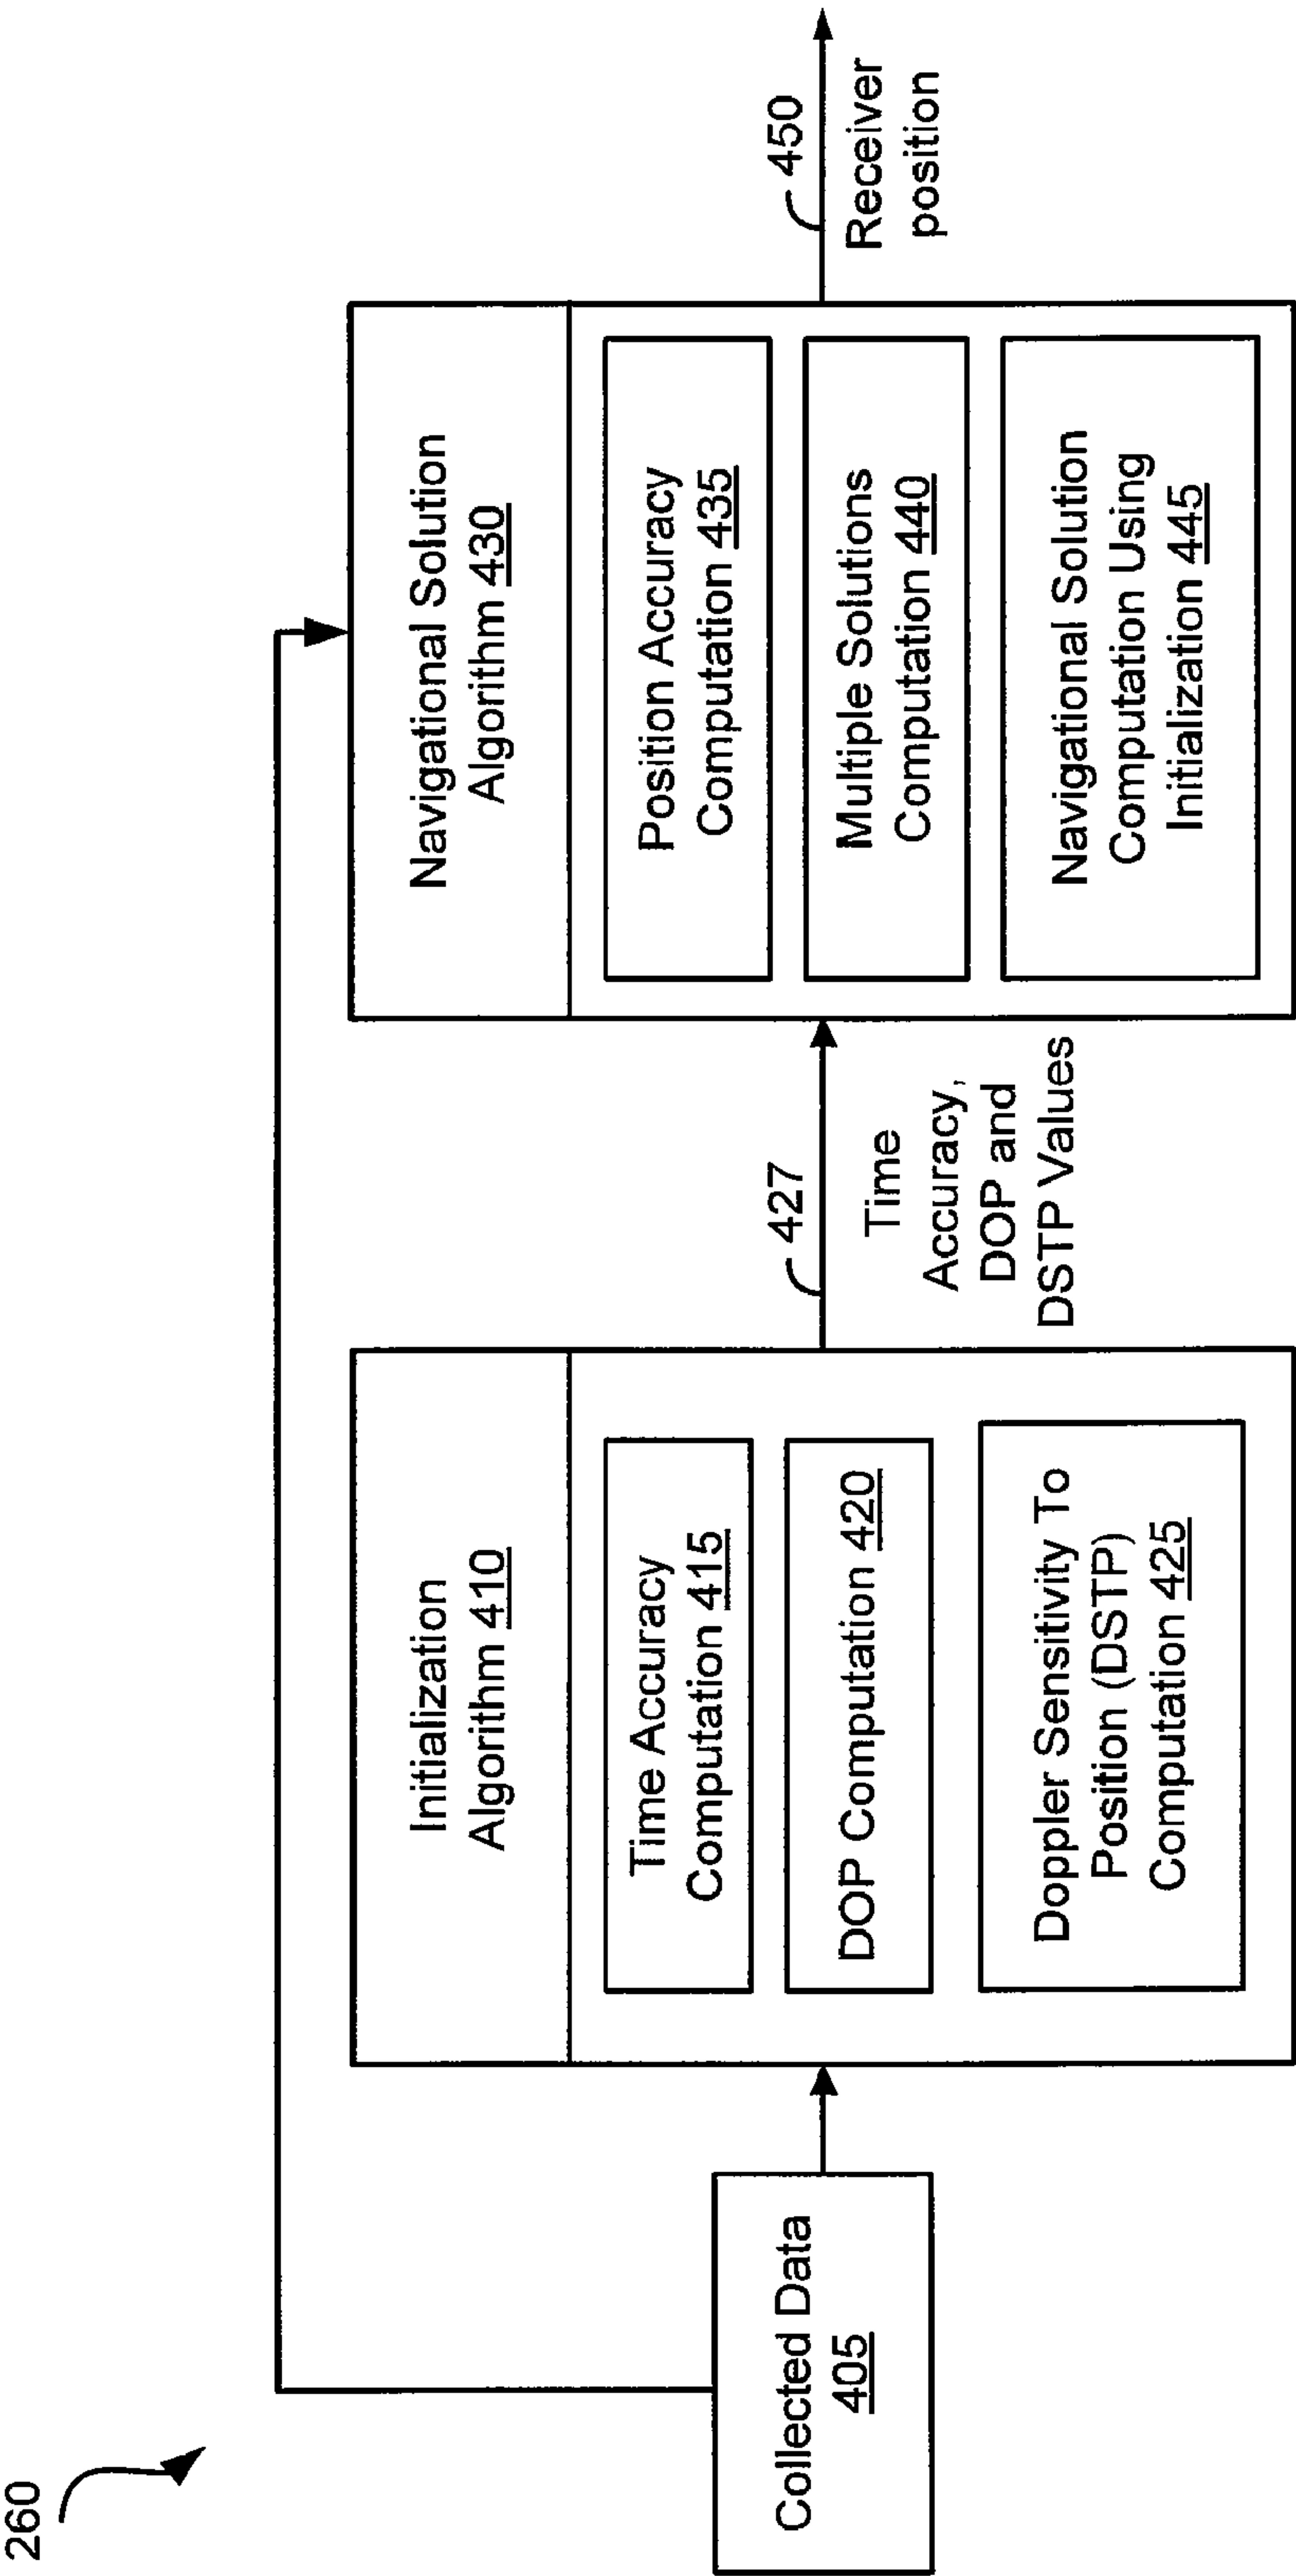 260
Collected Data
405
Initialization
Algorithm 410
Time Accuracy
Computation 415
DOP Computation 420
Doppler Sensitivity To
Position (DSTP)
Computation 425
427
Time
Accuracy,
DOP and
DSTP Values
Navigational Solution
Algorithm 430
Position Accuracy
Computation 435
Multiple Solutions
Computation 440
Navigational Solution
Computation Using
Initialization 445
450
Receiver
position